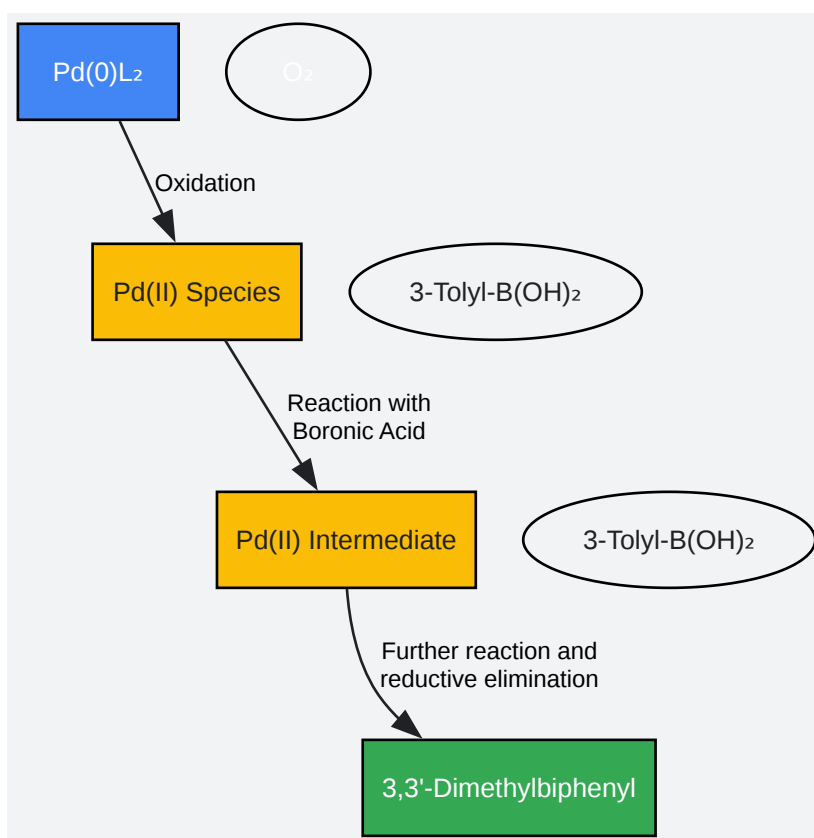 Pd(0)L₂
O₂
Oxidation
Pd(II) Species
3-Tolyl-B(OH)₂
Reaction with
Boronic Acid
Pd(II) Intermediate
3-Tolyl-B(OH)₂
Further reaction and
reductive elimination
3,3'-Dimethylbiphenyl